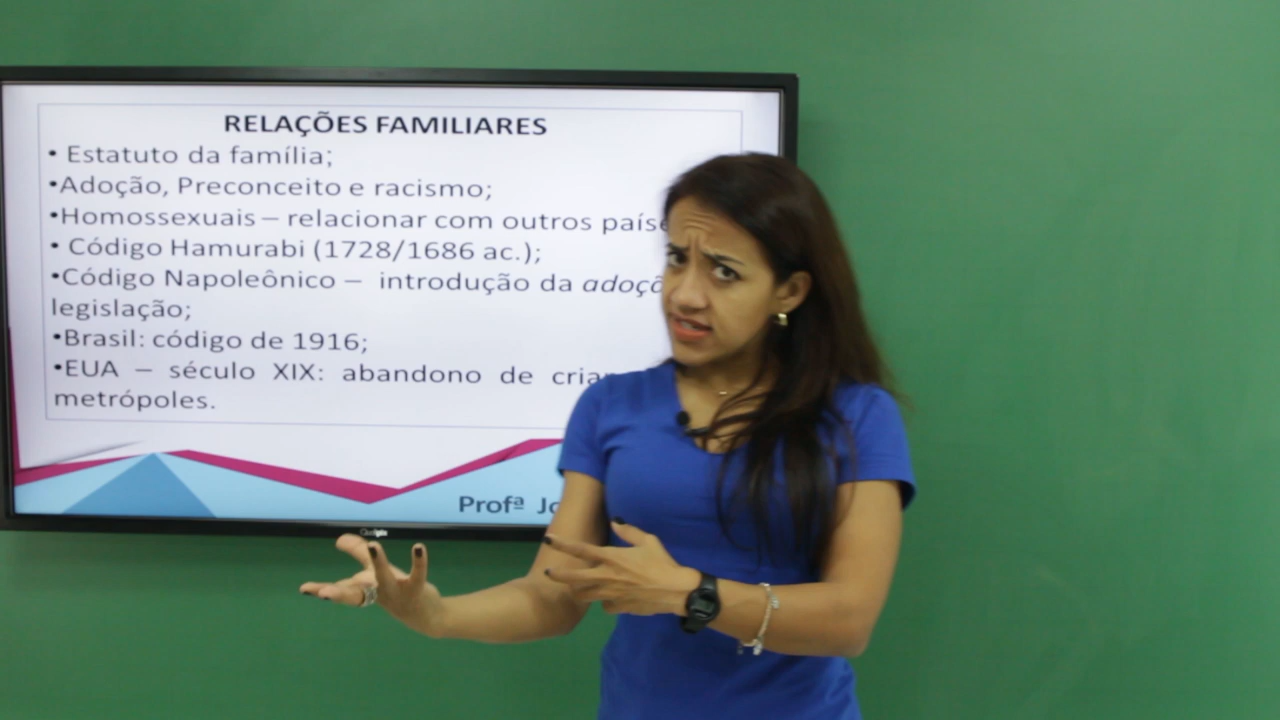 RELAÇÕES FAMILIARES
• Estatuto da família;
•Adoção, Preconceito e racismo;
•Homossexuais – relacionar com outros
• Código Hamurabi (1728/1686 ac.);
•Código Napoleônico – introdução da
legislação;
•Brasil: código de 1916;
•EUA – século XIX: abandono de
metrópoles.
Profª